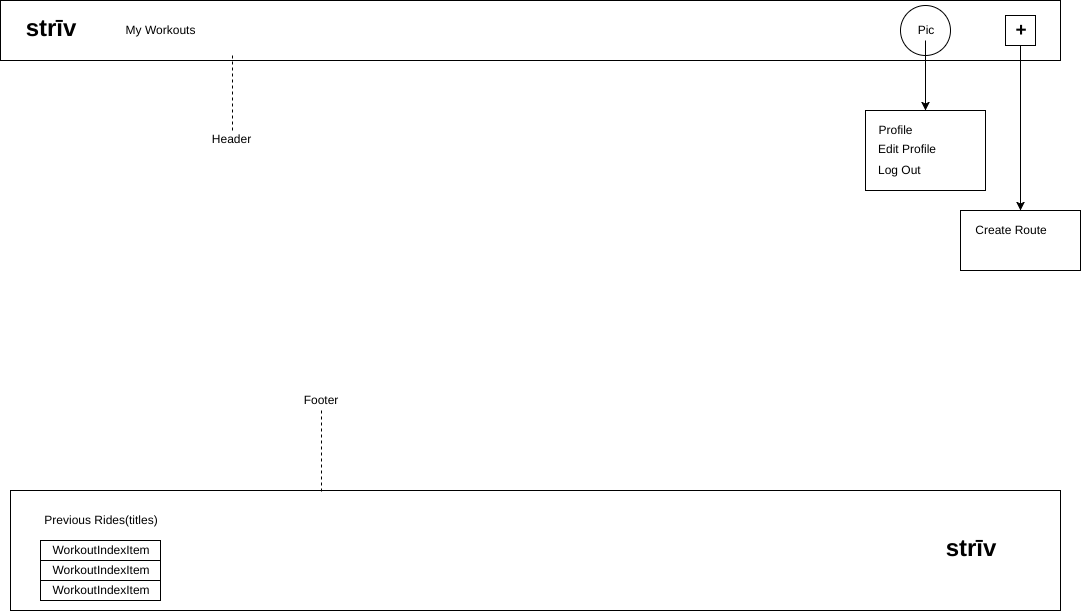 strīv
My Workouts
Pic
+
Header
Profile
Edit Profile
Log Out
Create Route
Footer
Previous Rides(titles)
WorkoutIndexItem
WorkoutIndexItem
WorkoutIndexItem
strīv